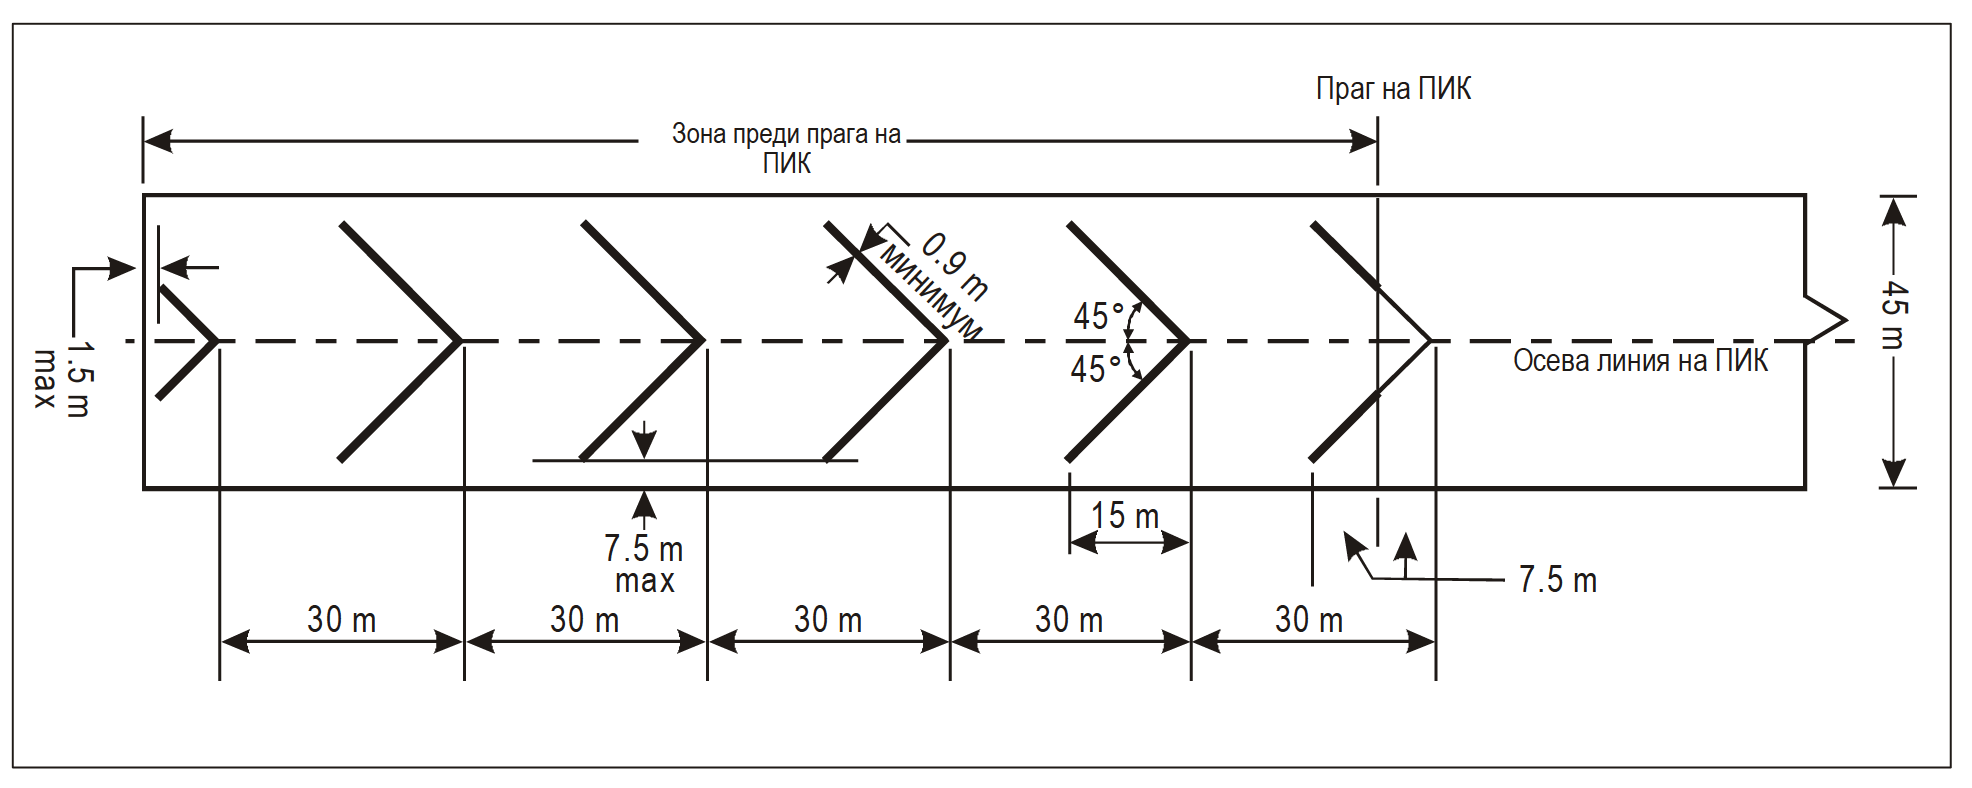 Праг на ПИК
Зона преди прага на
ПИК
0.9 m
минимум
45°
45°
1.5 m
max
45 m
Осева линия на ПИК
15 m
7.5 m
max
7.5 m
30 m
30 m
30 m
30 m
30 m